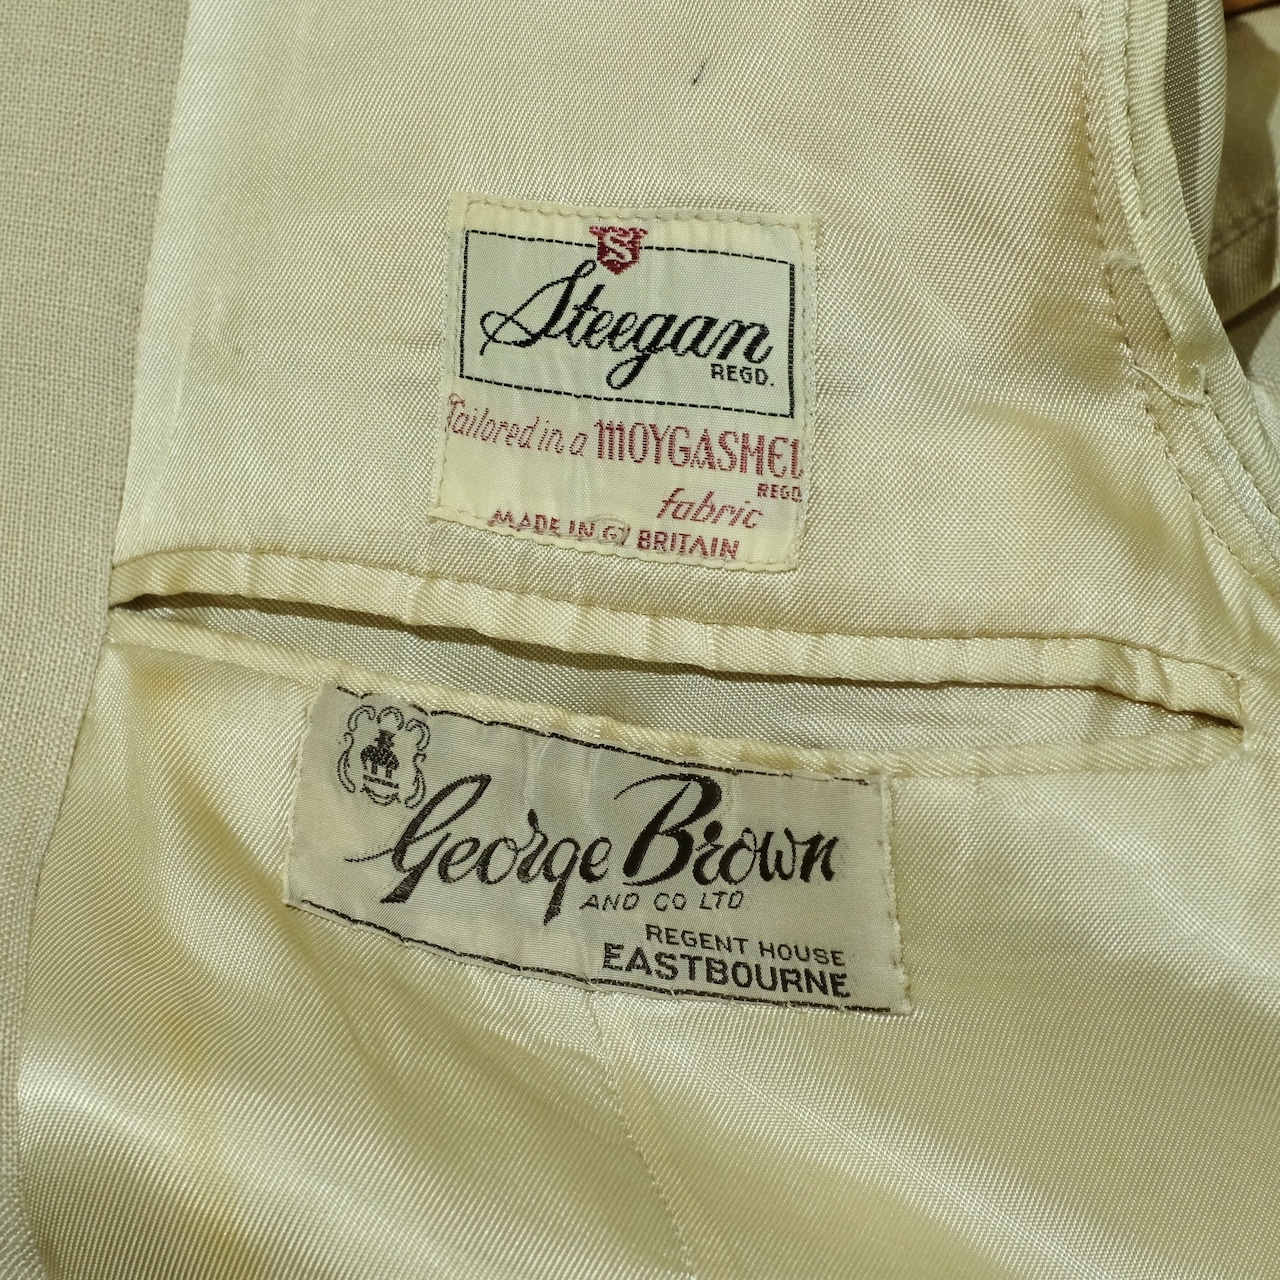 S
Steegan
REGD.
Tailored in a MOYGASHEL
REGD
fabric
MADE IN GT BRITAIN
George Brown
AND CO LTD
REGENT HOUSE
EASTBOURNE